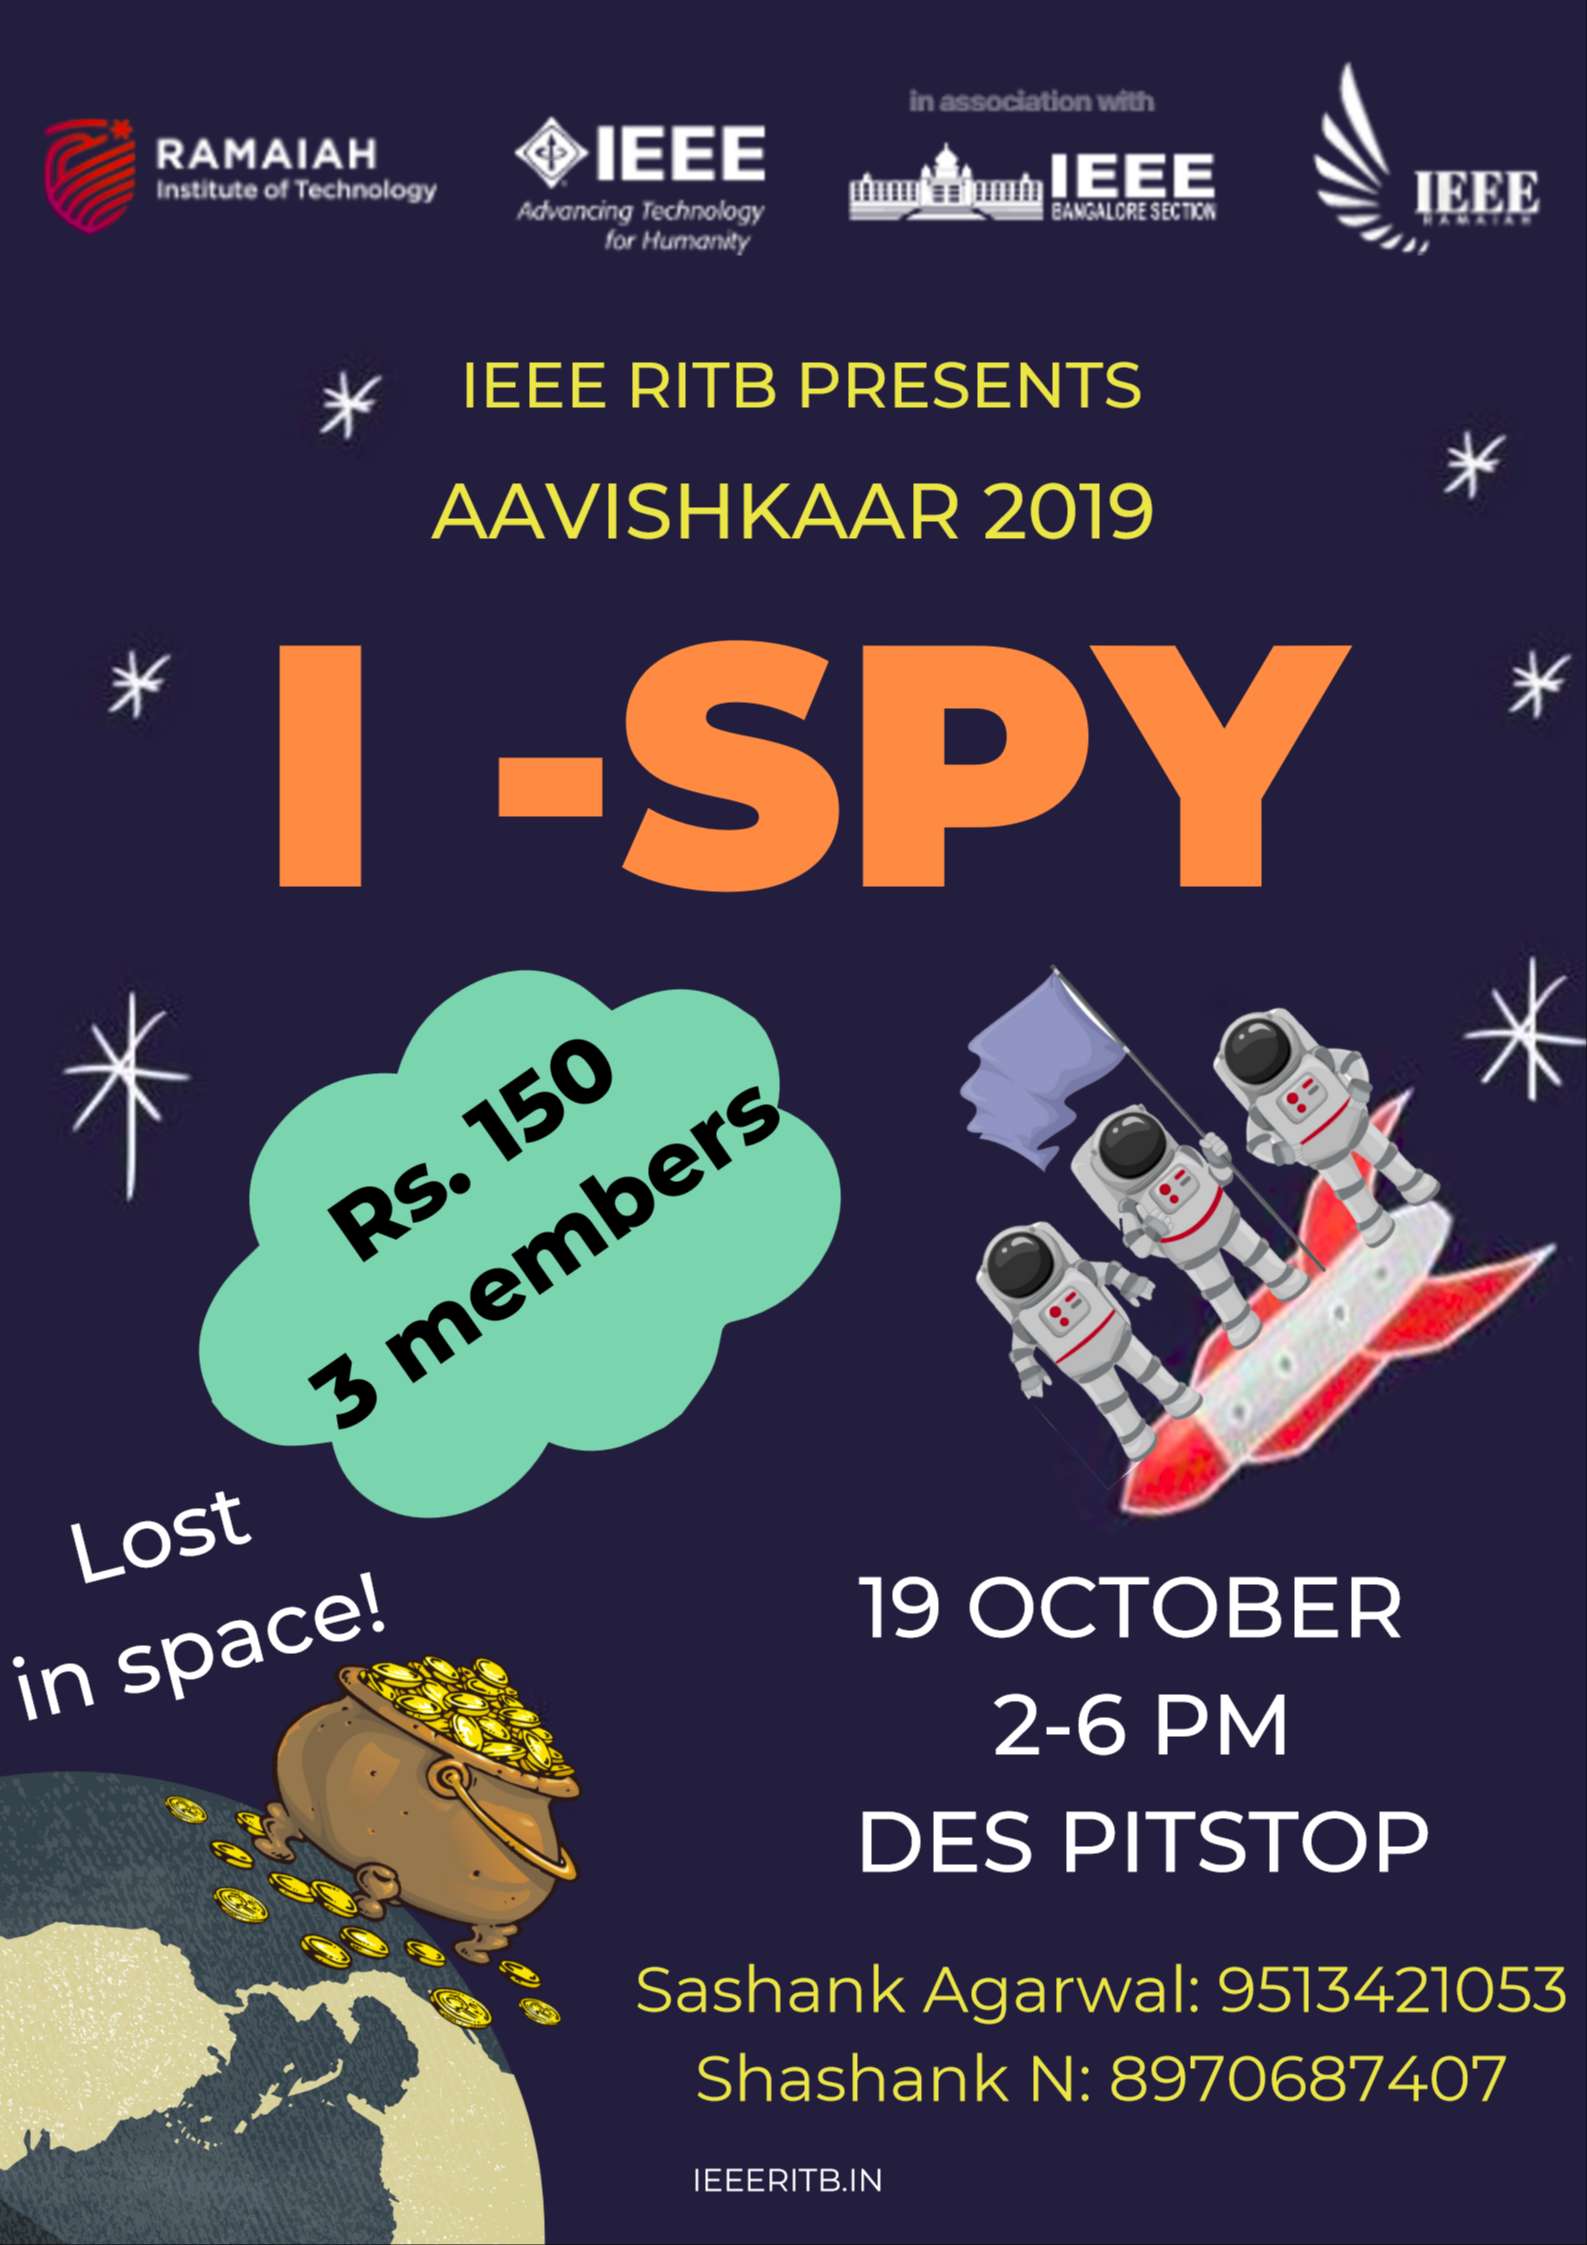 RAMAIAH
Institute of Technology
IEEE
Advancing Technology
for Humanity
in association with
IEEE
BANGALORE SECTION
IEEE
RAMAIAH
IEEE RITB PRESENTS
AAVISHKAAR 2019
I -SPY
Rs. 150
3 members
Lost
in space!
19 OCTOBER
2-6 PM
DES PITSTOP
Sashank Agarwal: 9513421053
Shashank N: 8970687407
IEEERITB.IN